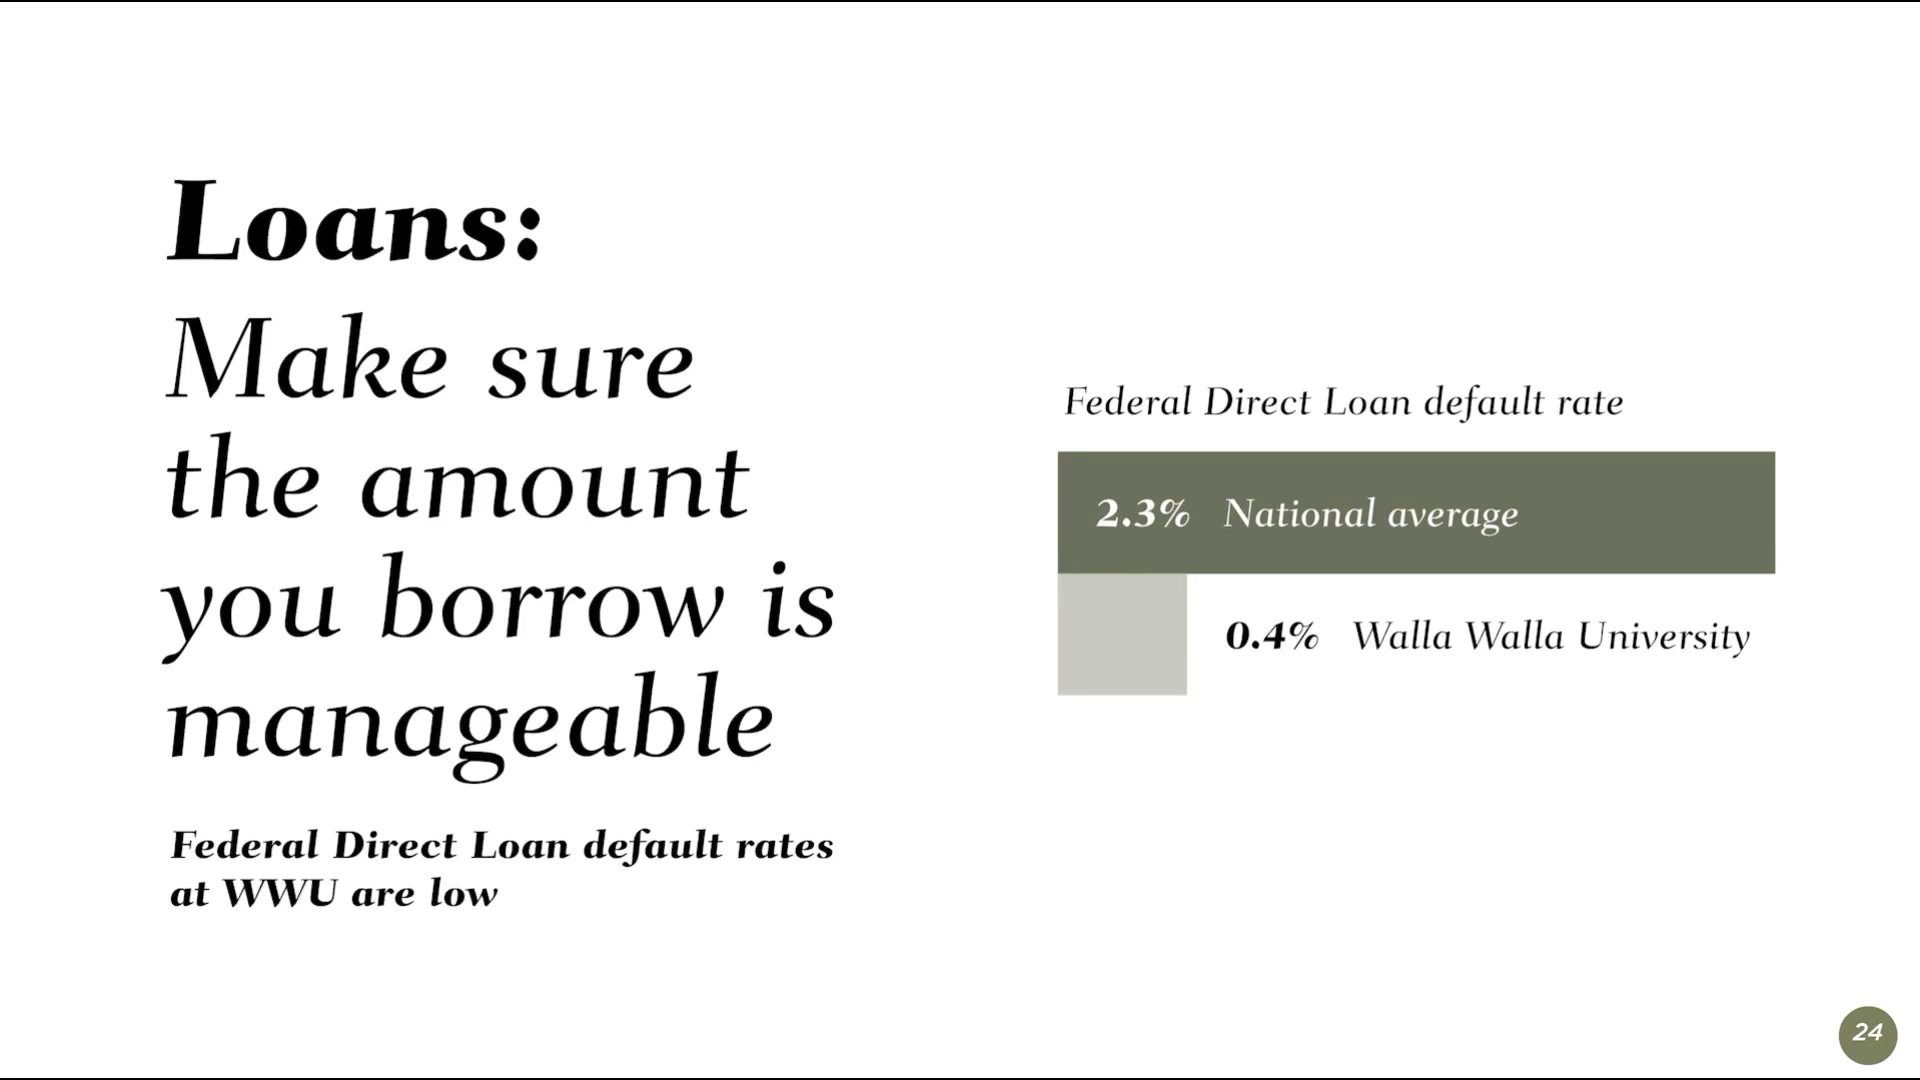 Loans:
Make sure
the amount
you borrow is
manageable
Federal Direct Loan default rates
at WWU are low
Federal Direct Loan default rate
2.3% National average
0.4% Walla Walla University
24